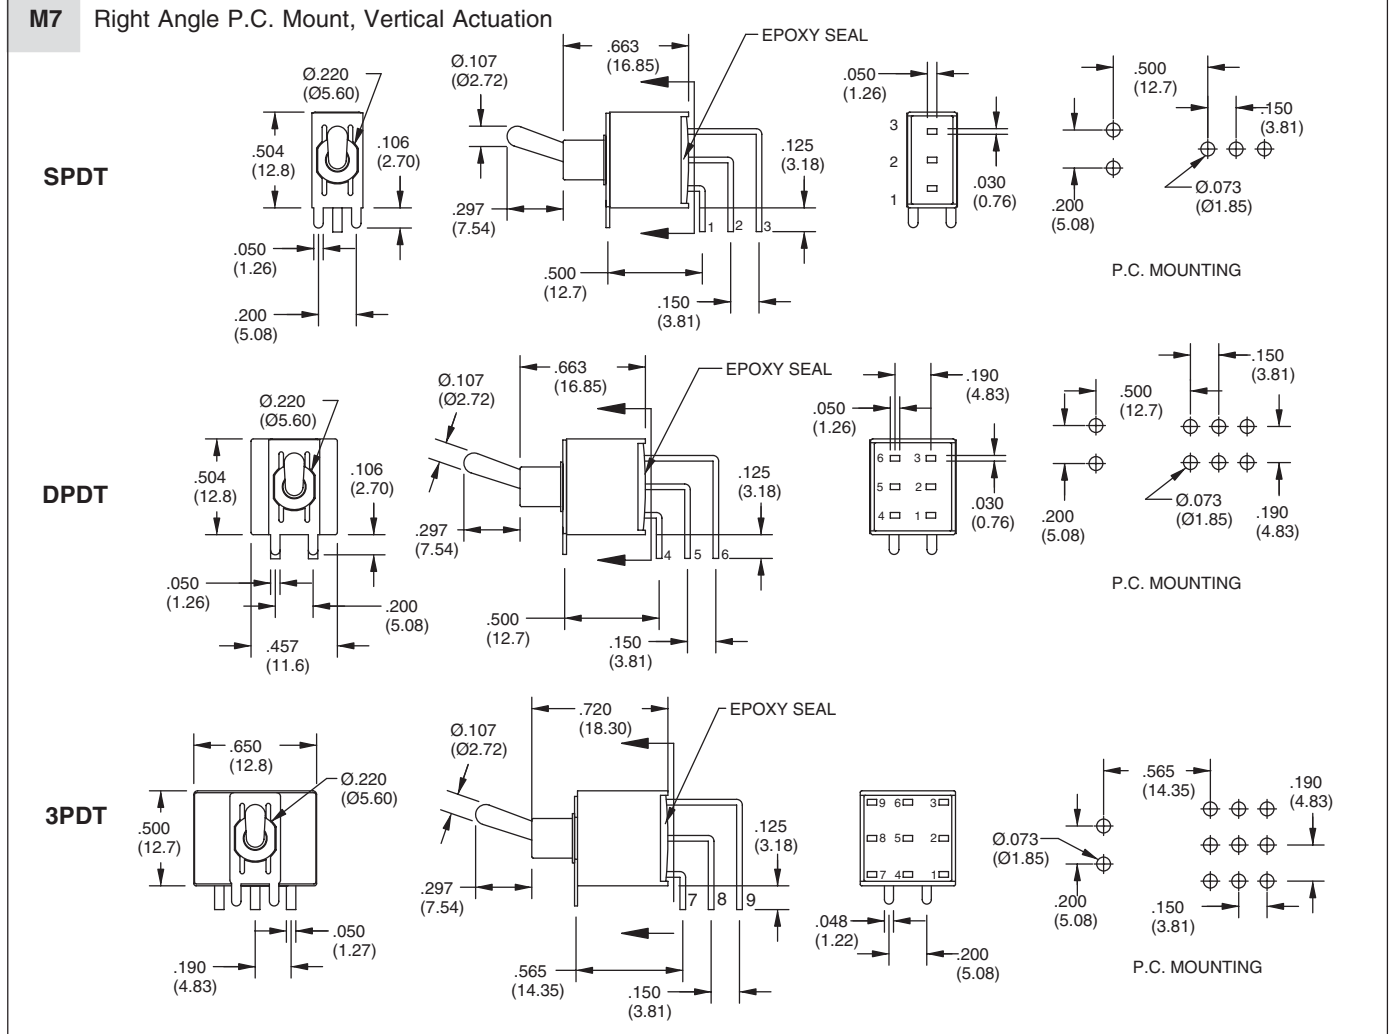 M7 Right Angle P.C. Mount, Vertical Actuation
SPDT
Ø.220
(Ø5.60)
.504
(12.8)
.106
(2.70)
.050
(1.26)
.200
(5.08)
Ø.107
(Ø2.72)
.663
(16.85)
EPOXY SEAL
.297
(7.54)
.125
(3.18)
1 2 3
.500
(12.7)
.150
(3.81)
.050
(1.26)
3
2
1
.030
(0.76)
.500
(12.7)
.150
(3.81)
.200
(5.08)
Ø.073
(Ø1.85)
P.C. MOUNTING
DPDT
Ø.220
(Ø5.60)
.504
(12.8)
.106
(2.70)
.050
(1.26)
.200
(5.08)
.457
(11.6)
Ø.107
(Ø2.72)
.663
(16.85)
EPOXY SEAL
.297
(7.54)
.125
(3.18)
4 5 6
.500
(12.7)
.150
(3.81)
.190
(4.83)
.050
(1.26)
6 3
5 2
4 1
.030
(0.76)
.150
(3.81)
.500
(12.7)
.200
(5.08)
Ø.073
(Ø1.85)
.190
(4.83)
P.C. MOUNTING
3PDT
.650
(12.8)
Ø.220
(Ø5.60)
.500
(12.7)
.050
(1.27)
.190
(4.83)
Ø.107
(Ø2.72)
.720
(18.30)
EPOXY SEAL
.297
(7.54)
.125
(3.18)
7 8 9
.565
(14.35)
.150
(3.81)
9 6 3
8 5 2
7 4 1
.048
(1.22)
.200
(5.08)
.565
(14.35)
.190
(4.83)
Ø.073
(Ø1.85)
.200
(5.08)
.150
(3.81)
P.C. MOUNTING